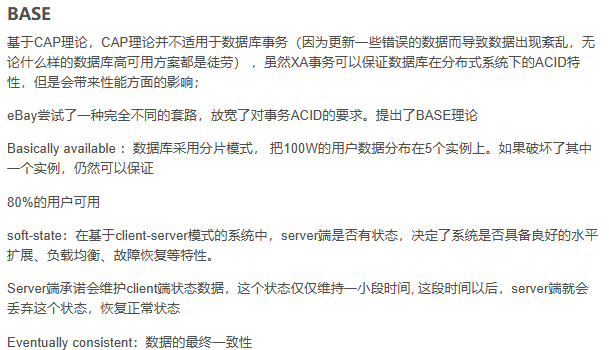 BASE
基于CAP理论，CAP理论并不适用于数据库事务（因为更新一些错误的数据而导致数据出现紊乱，无
论什么样的数据库高可用方案都是徒劳），虽然XA事务可以保证数据库在分布式系统下的ACID特
性，但是会带来性能方面的影响；
eBay尝试了一种完全不同的套路，放宽了对事务ACID的要求。提出了BASE理论
Basically available ：数据库采用分片模式， 把100W的用户数据分布在5个实例上。如果破坏了其中
一个实例，仍然可以保证
80%的用户可用
soft-state：在基于client-server模式的系统中，server端是否有状态，决定了系统是否具备良好的水平
扩展、负载均衡、故障恢复等特性。
Server端承诺会维护client端状态数据，这个状态仅仅维持一小段时间, 这段时间以后，server端就会
丢弃这个状态，恢复正常状态
Eventually consistent：数据的最终一致性